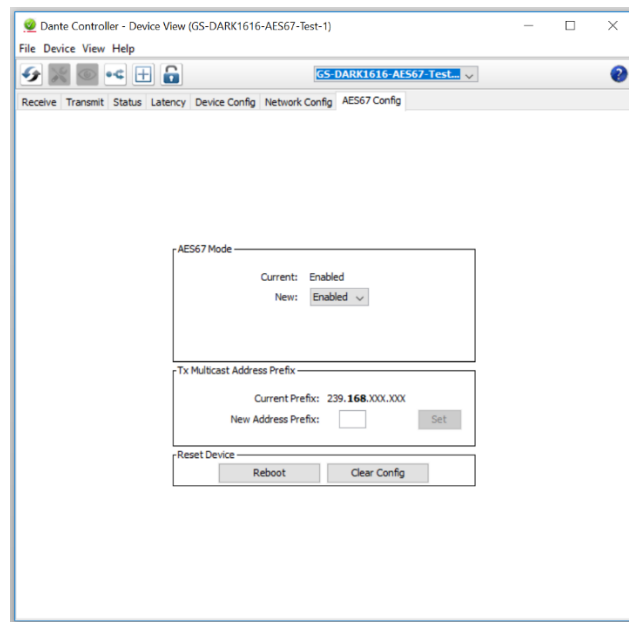 Dante Controller - Device View (GS-DARK1616-AES67-Test-1)
File Device View Help
GS-DARK1616-AES67-Test...
Receive Transmit Status Latency Device Config Network Config AES67 Config
AES67 Mode
Current: Enabled
New: Enabled
Tx Multicast Address Prefix
Current Prefix: 239.168.XXX.XXX
New Address Prefix: Set
Reset Device
Reboot Clear Config